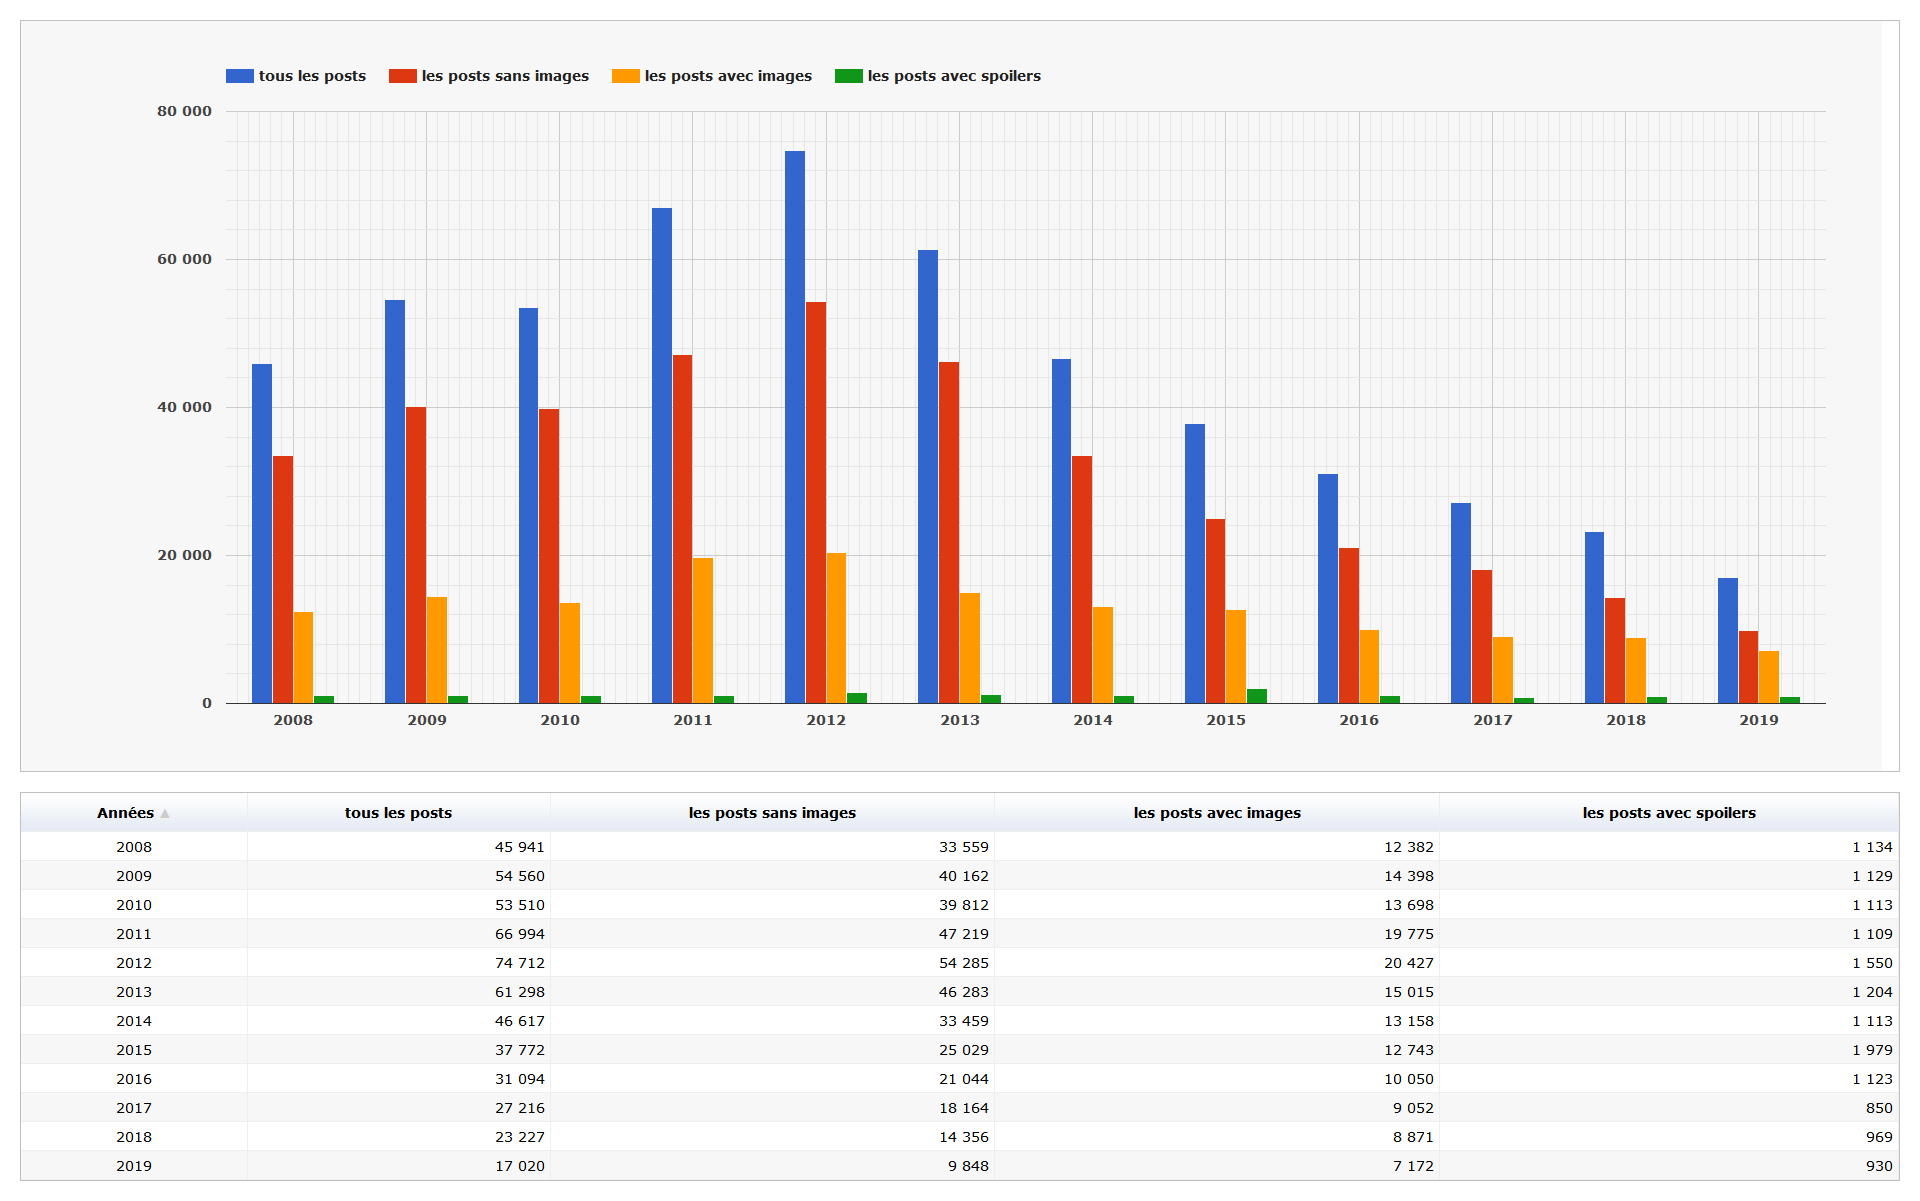 tous les posts les posts sans images les posts avec images les posts avec spoilers
80 000
60 000
40 000
20 000
0
2008 2009 2010 2011 2012 2013 2014 2015 2016 2017 2018 2019
Années tous les posts les posts sans images les posts avec images les posts avec spoilers
2008 45 941 33 559 12 382 1 134
2009 54 560 40 162 14 398 1 129
2010 53 510 39 812 13 698 1 113
2011 66 994 47 219 19 775 1 109
2012 74 712 54 285 20 427 1 550
2013 61 298 46 283 15 015 1 204
2014 46 617 33 459 13 158 1 113
2015 37 772 25 029 12 743 1 979
2016 31 094 21 044 10 050 1 123
2017 27 216 18 164 9 052 850
2018 23 227 14 356 8 871 969
2019 17 020 9 848 7 172 930